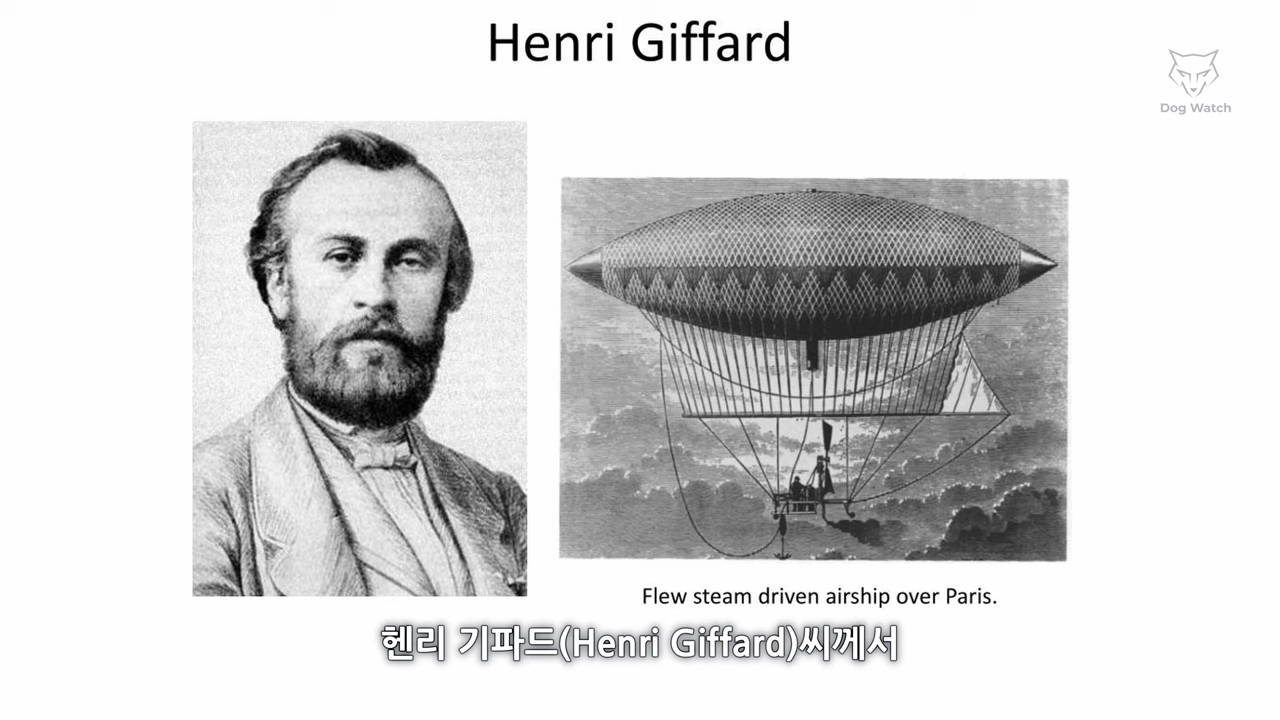 Henri Giffard
Dog Watch
Flew steam driven airship over Paris.
헨리 기파드(Henri Giffard)씨께서